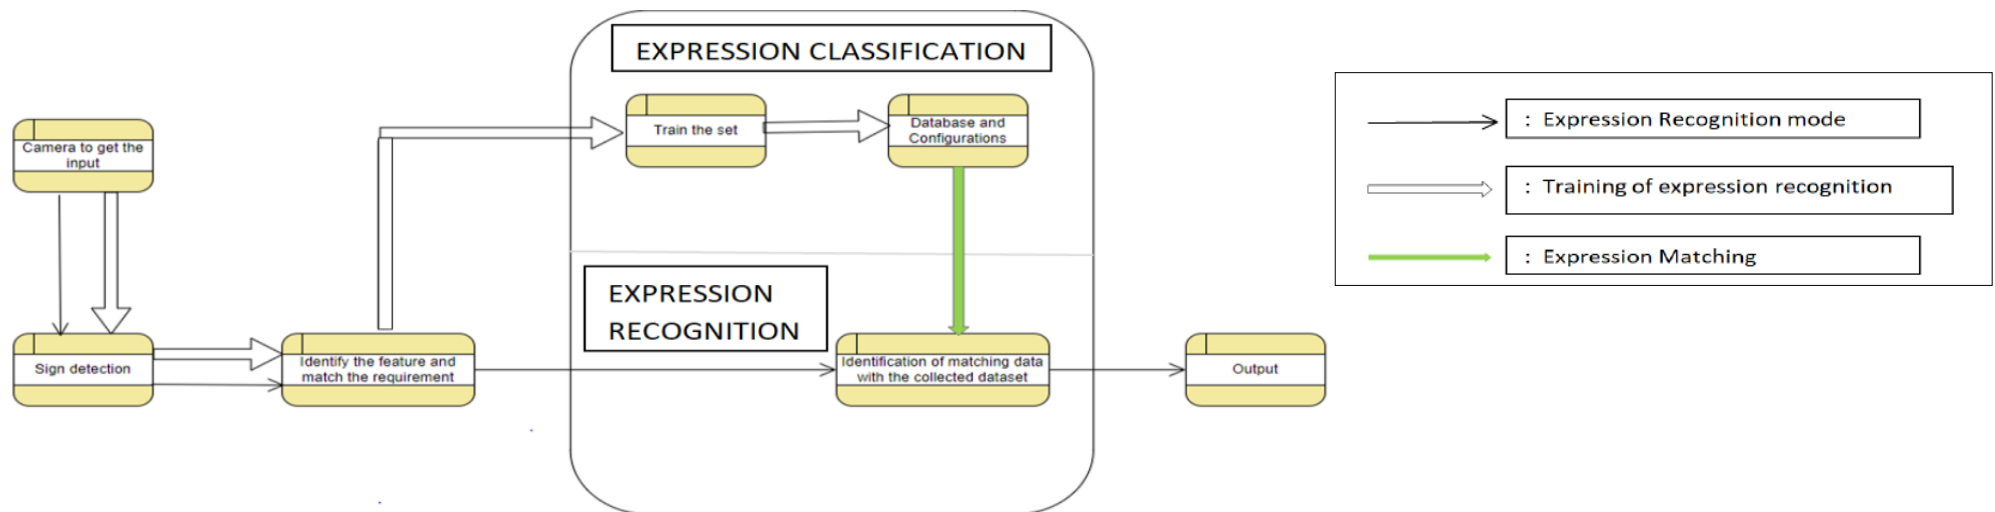 EXPRESSION CLASSIFICATION
Camera to get the
input
Train the set
Database and
Configurations
EXPRESSION
RECOGNITION
Sign detection
Identify the feature and
match the requirement
Identification of matching data
with the collected dataset
Output
: Expression Recognition mode
: Training of expression recognition
: Expression Matching